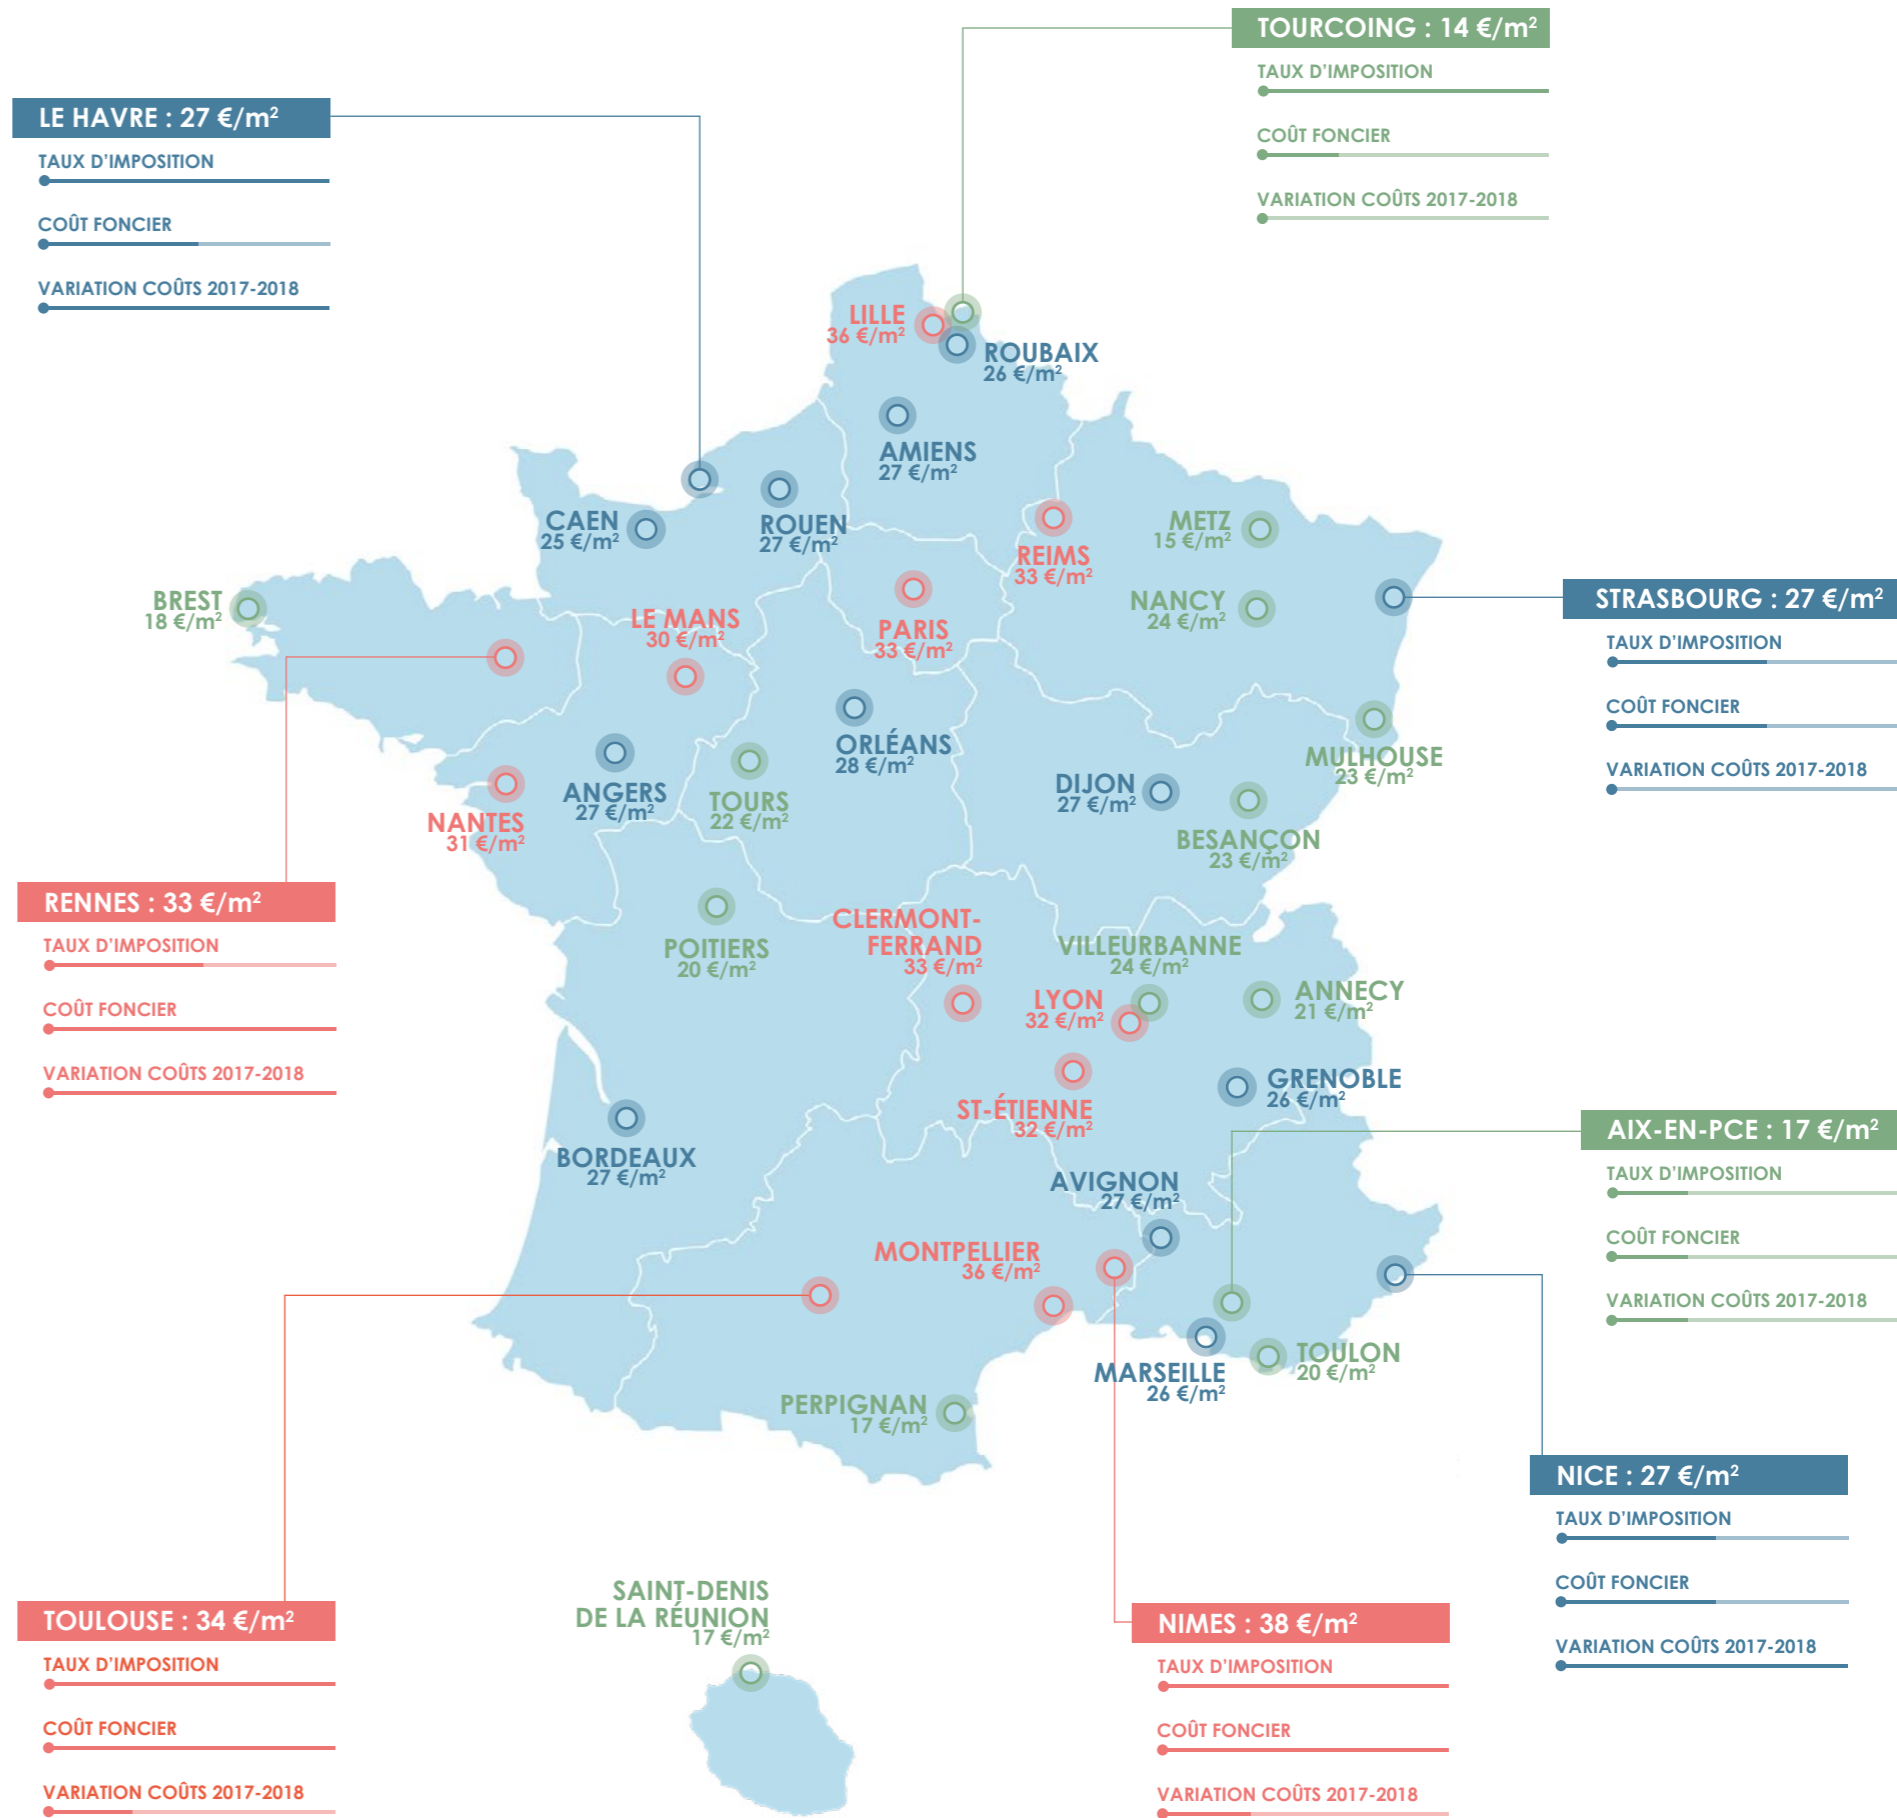 TOURCOING : 14 €/m²
TAUX D'IMPOSITION
COÛT FONCIER
VARIATION COÛTS 2017-2018
LE HAVRE : 27 €/m²
TAUX D'IMPOSITION
COÛT FONCIER
VARIATION COÛTS 2017-2018
LILLE
36 €/m²
ROUBAIX
26 €/m²
AMIENS
27 €/m²
CAEN
25 €/m²
ROUEN
27 €/m²
REIMS
33 €/m²
METZ
15 €/m²
BREST
18 €/m²
LE MANS
30 €/m²
PARIS
33 €/m²
NANCY
24 €/m²
STRASBOURG : 27 €/m²
TAUX D'IMPOSITION
COÛT FONCIER
VARIATION COÛTS 2017-2018
ORLÉANS
28 €/m²
MULHOUSE
23 €/m²
ANGERS
27 €/m²
TOURS
22 €/m²
DIJON
27 €/m²
NANTES
31 €/m²
BESANÇON
23 €/m²
RENNES : 33 €/m²
TAUX D'IMPOSITION
COÛT FONCIER
VARIATION COÛTS 2017-2018
POITIERS
20 €/m²
CLERMONT-
FERRAND
33 €/m²
VILLEURBANNE
24 €/m²
LYON
32 €/m²
ANNECY
21 €/m²
GRENOBLE
26 €/m²
ST-ÉTIENNE
32 €/m²
BORDEAUX
27 €/m²
AIX-EN-PCE : 17 €/m²
TAUX D'IMPOSITION
COÛT FONCIER
VARIATION COÛTS 2017-2018
AVIGNON
27 €/m²
MONTPELLIER
36 €/m²
MARSEILLE
26 €/m²
TOULON
20 €/m²
PERPIGNAN
17 €/m²
NICE : 27 €/m²
TAUX D'IMPOSITION
COÛT FONCIER
VARIATION COÛTS 2017-2018
SAINT-DENIS
DE LA RÉUNION
17 €/m²
TOULOUSE : 34 €/m²
TAUX D'IMPOSITION
COÛT FONCIER
VARIATION COÛTS 2017-2018
NIMES : 38 €/m²
TAUX D'IMPOSITION
COÛT FONCIER
VARIATION COÛTS 2017-2018